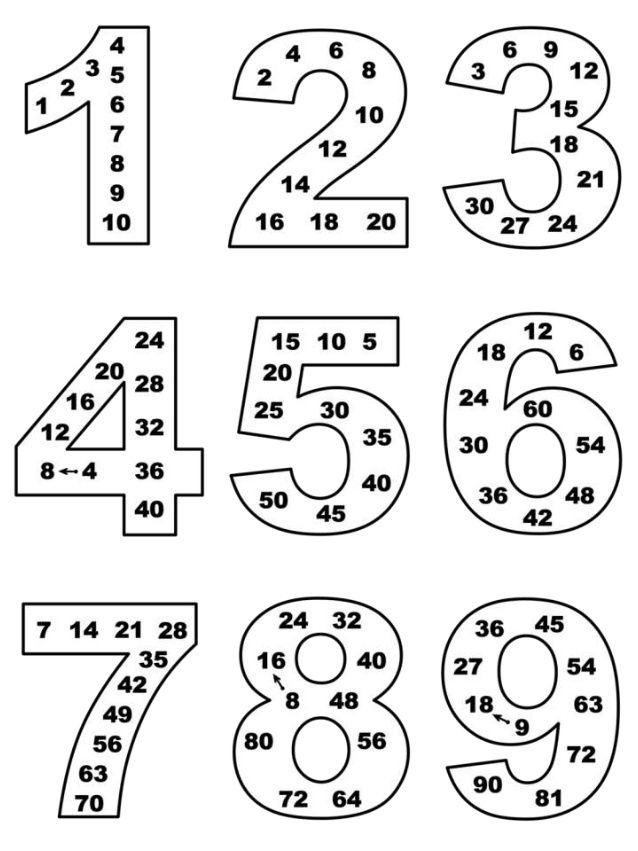 1 2 3 4 5 6 7 8 9 10
2 4 6 8 10 12 14 16 18 20
3 6 9 12 15 18 21 24 27 30
4 8 12 16 20 24 28 32 36 40
5 10 15 20 25 30 35 40 45 50
6 12 18 24 30 36 42 48 54 60
7 14 21 28 35 42 49 56 63 70
8 16 24 32 40 48 56 64 72 80
9 18 27 36 45 54 63 72 81 90